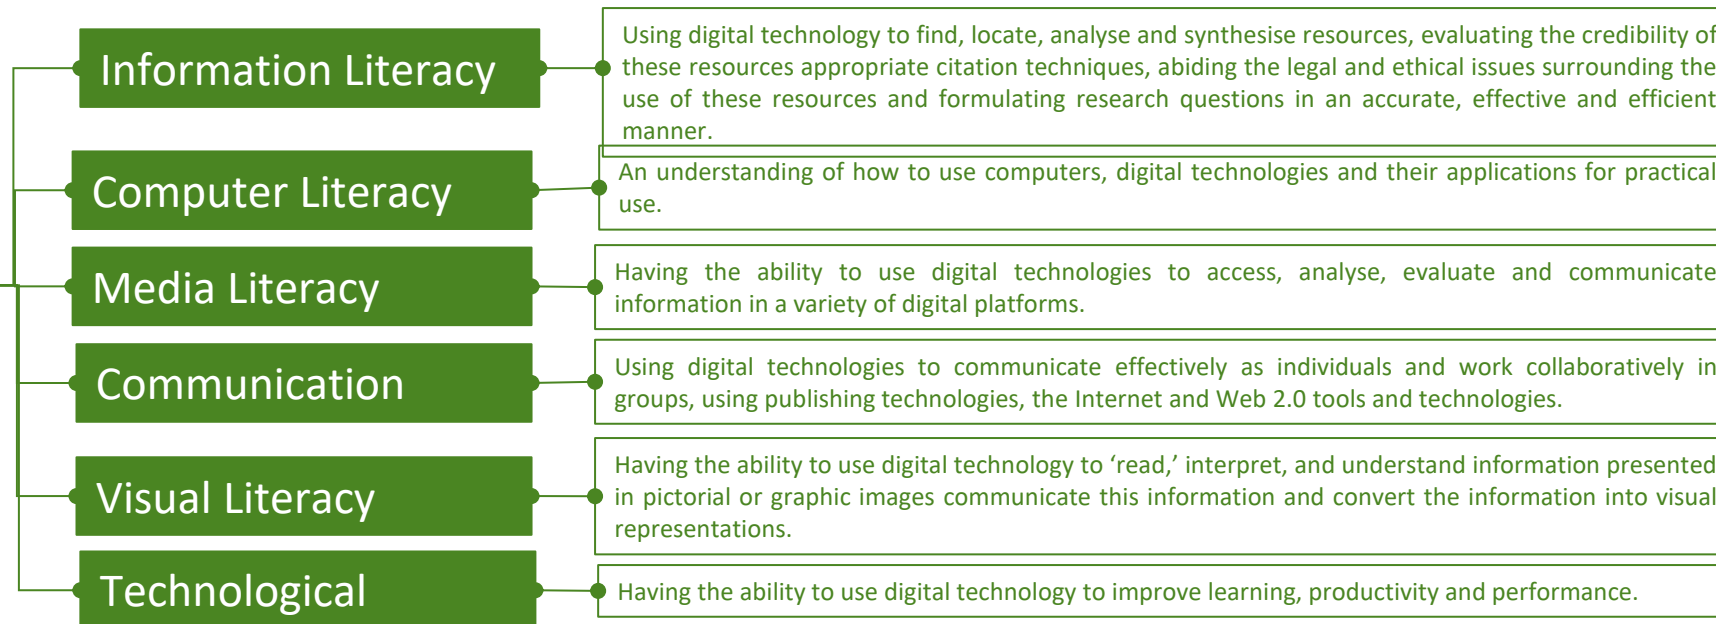 Information Literacy
Using digital technology to find, locate, analyse and synthesise resources, evaluating the credibility of
these resources appropriate citation techniques, abiding the legal and ethical issues surrounding the
use of these resources and formulating research questions in an accurate, effective and efficient
manner.
Computer Literacy
An understanding of how to use computers, digital technologies and their applications for practical
use.
Media Literacy
Having the ability to use digital technologies to access, analyse, evaluate and communicate
information in a variety of digital platforms.
Communication
Using digital technologies to communicate effectively as individuals and work collaboratively in
groups, using publishing technologies, the Internet and Web 2.0 tools and technologies.
Visual Literacy
Having the ability to use digital technology to ‘read,’ interpret, and understand information presented
in pictorial or graphic images communicate this information and convert the information into visual
representations.
Technological
Having the ability to use digital technology to improve learning, productivity and performance.